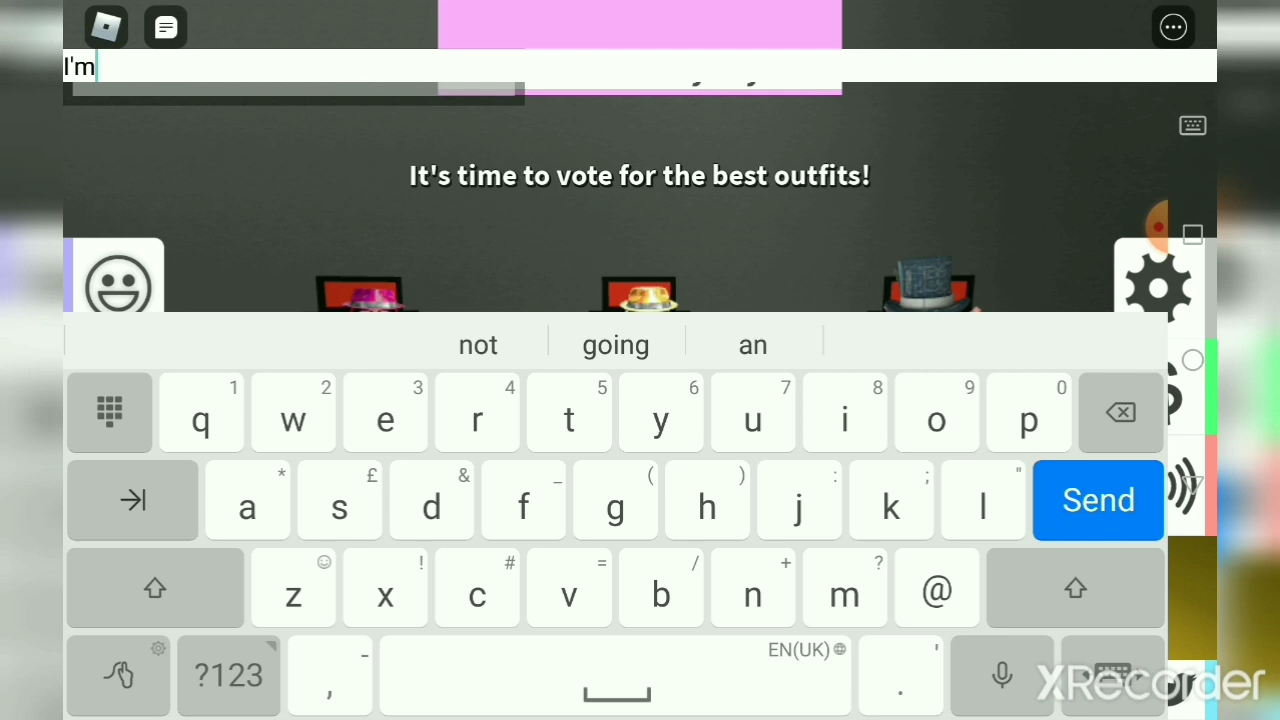 I'm
It's time to vote for the best outfits!
not going an
1 2 3 4 5 6 7 8 9 0
q w e r t y u i o p
* £ & _ ( ) : ; "
a s d f g h j k l Send
! # = / + ?
z x c v b n m @
EN(UK)
- '
?123 , .
XRecorder